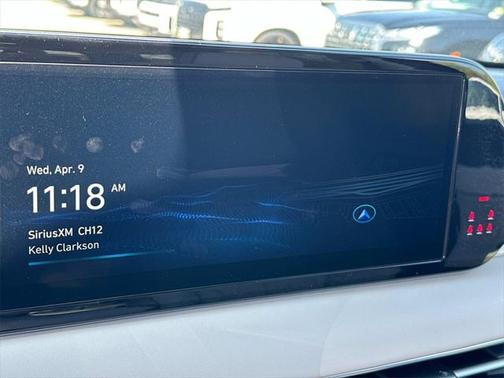 Wed, Apr. 9
11:18 AM
SiriusXM CH12
Kelly Clarkson